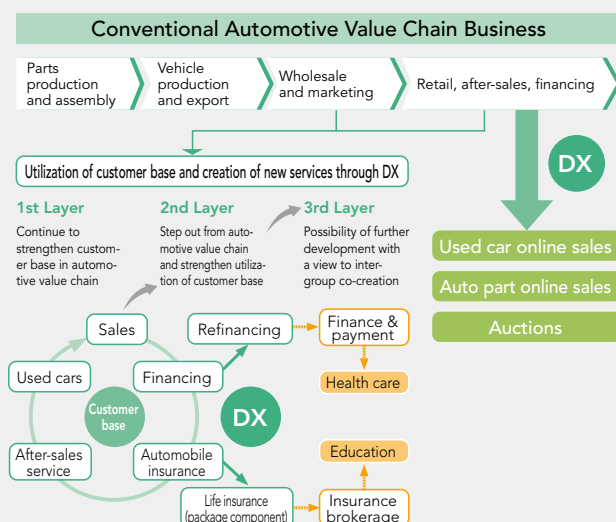 Conventional Automotive Value Chain Business
Parts
production
and assembly
Vehicle
production
and export
Wholesale
and marketing
Retail, after-sales, financing
DX
Utilization of customer base and creation of new services through DX
1st Layer
Continue to
strengthen custom-
er base in automo-
tive value chain
2nd Layer
Step out from auto-
motive value chain
and strengthen utiliza-
tion of customer base
3rd Layer
Possibility of further
development with
a view to inter-
group co-creation
Used car online sales
Auto part online sales
Auctions
Sales
Refinancing
Finance &
payment
Used cars
Financing
Health care
Customer
base
DX
After-sales
service
Automobile
insurance
Education
Life insurance
(package component)
Insurance
brokerage